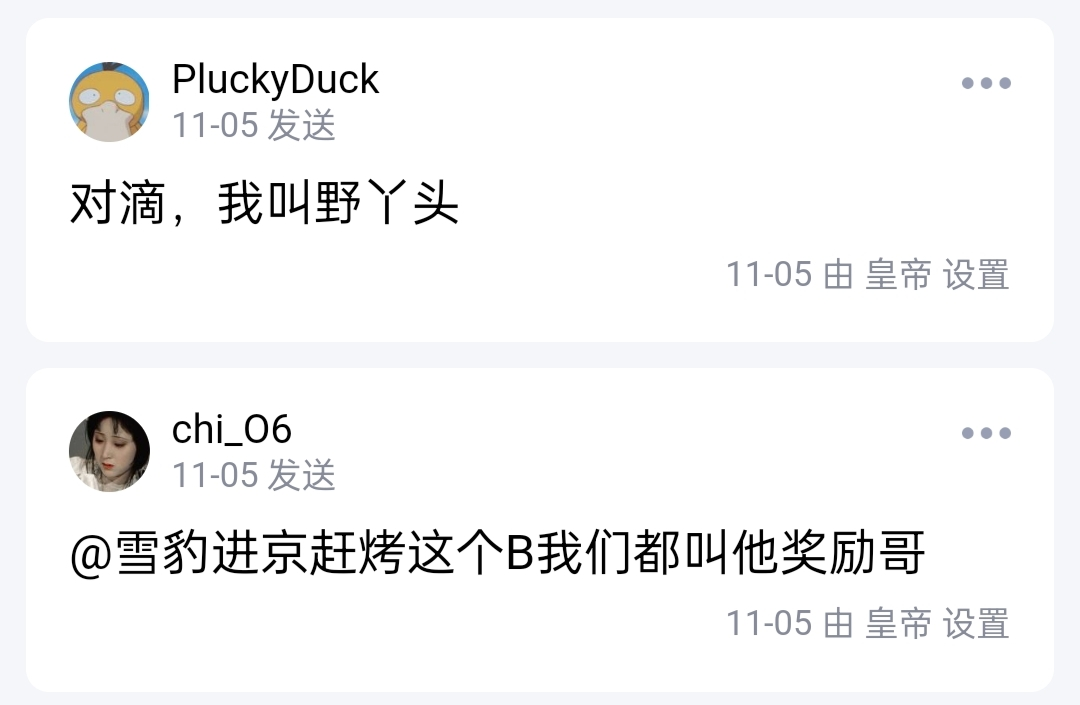 PluckyDuck
11-05 发送
对滴，我叫野丫头
11-05 由 皇帝 设置
chi_O6
11-05 发送
@雪豹进京赶烤这个B我们都叫他奖励哥
11-05 由 皇帝 设置